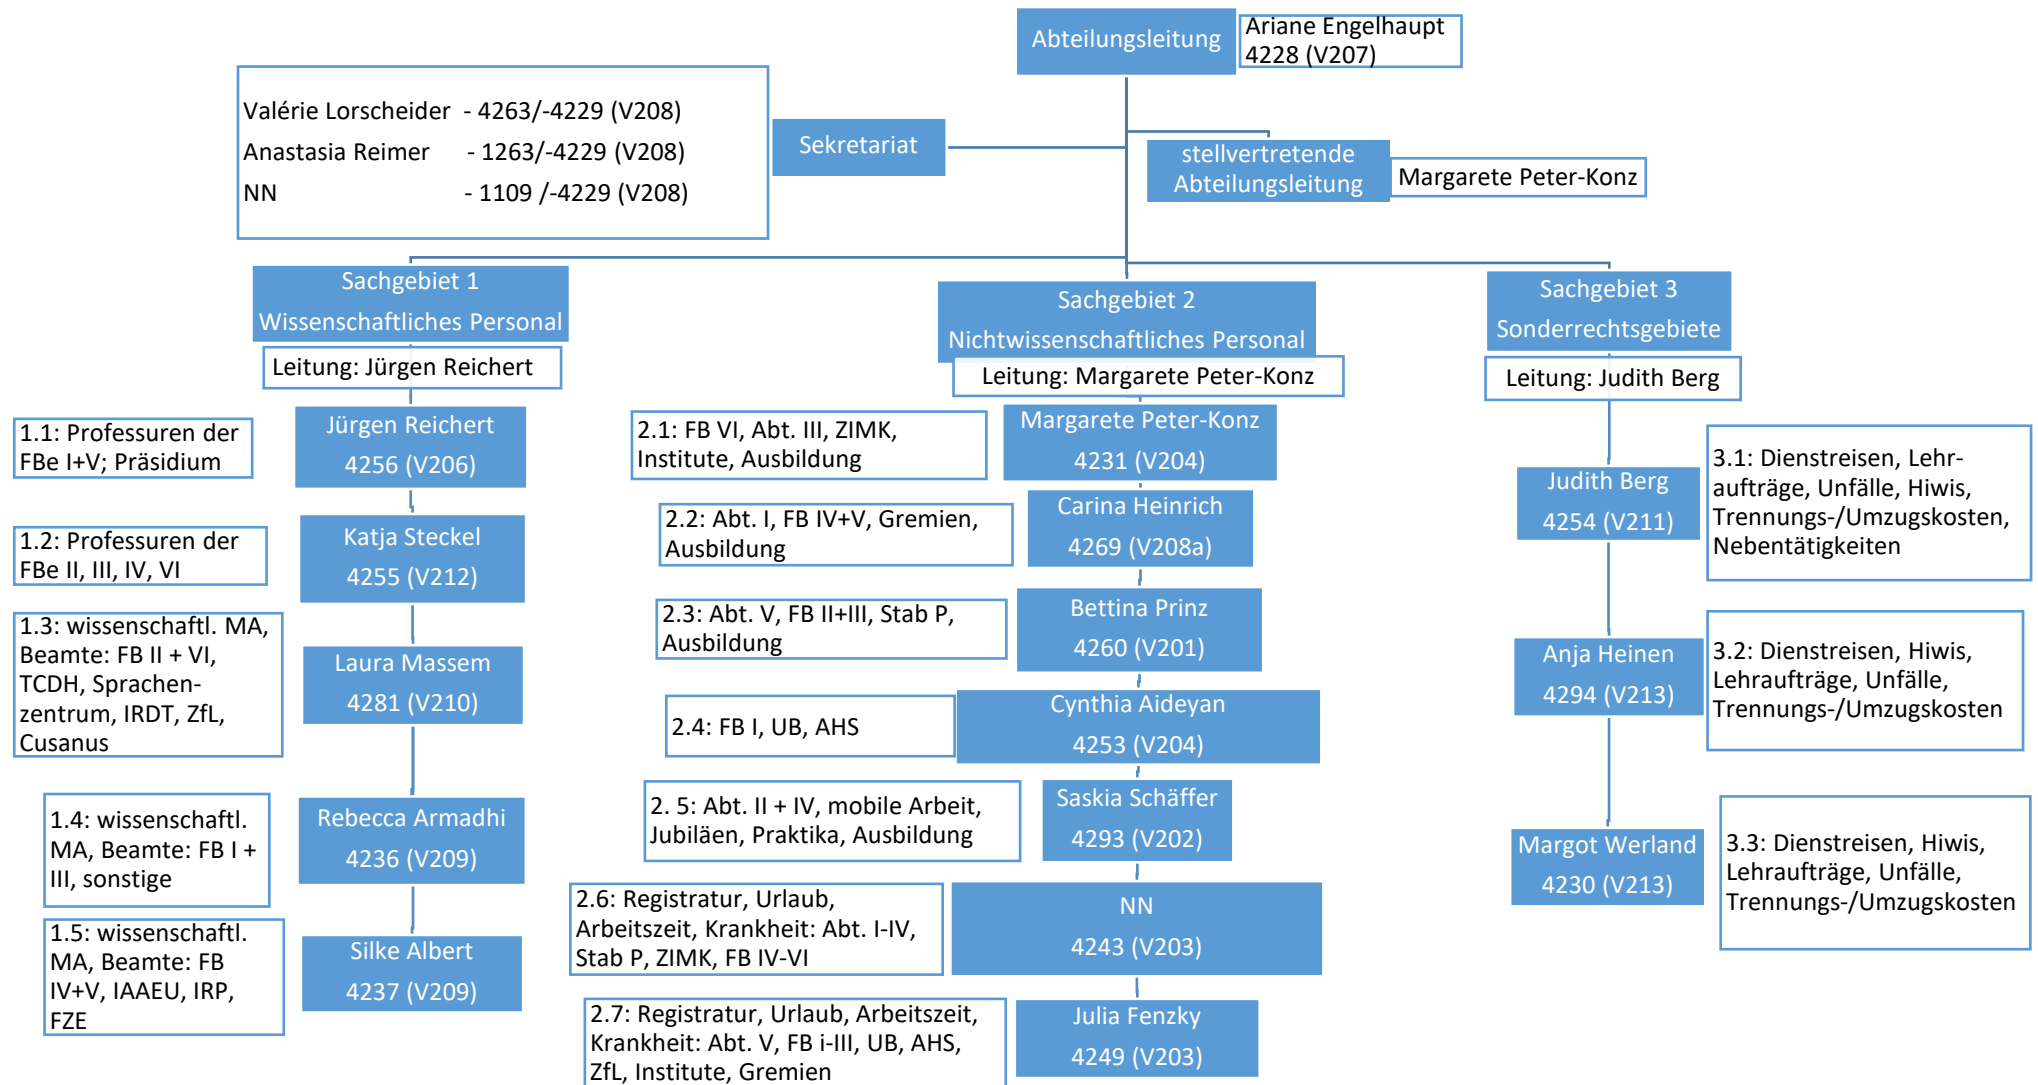 Abteilungsleitung
Ariane Engelhaupt
4228 (V207)
Valérie Lorscheider - 4263/-4229 (V208)
Anastasia Reimer - 1263/-4229 (V208)
NN - 1109 /-4229 (V208)
Sekretariat
stellvertretende
Abteilungsleitung
Margarete Peter-Konz
Sachgebiet 1
Wissenschaftliches Personal
Leitung: Jürgen Reichert
1.1: Professuren der
FBe I+V; Präsidium
Jürgen Reichert
4256 (V206)
1.2: Professuren der
FBe II, III, IV, VI
Katja Steckel
4255 (V212)
1.3: wissenschaftl. MA,
Beamte: FB II + VI,
TCDH, Sprachen-
zentrum, IRDT, ZfL,
Cusanus
Laura Massem
4281 (V210)
1.4: wissenschaftl.
MA, Beamte: FB I +
III, sonstige
Rebecca Armadhi
4236 (V209)
1.5: wissenschaftl.
MA, Beamte: FB
IV+V, IAAEU, IRP,
FZE
Silke Albert
4237 (V209)
Sachgebiet 2
Nichtwissenschaftliches Personal
Leitung: Margarete Peter-Konz
2.1: FB VI, Abt. III, ZIMK,
Institute, Ausbildung
Margarete Peter-Konz
4231 (V204)
2.2: Abt. I, FB IV+V, Gremien,
Ausbildung
Carina Heinrich
4269 (V208a)
2.3: Abt. V, FB II+III, Stab P,
Ausbildung
Bettina Prinz
4260 (V201)
2.4: FB I, UB, AHS
Cynthia Aideyan
4253 (V204)
2. 5: Abt. II + IV, mobile Arbeit,
Jubiläen, Praktika, Ausbildung
Saskia Schäffer
4293 (V202)
2.6: Registratur, Urlaub,
Arbeitszeit, Krankheit: Abt. I-IV,
Stab P, ZIMK, FB IV-VI
NN
4243 (V203)
2.7: Registratur, Urlaub, Arbeitszeit,
Krankheit: Abt. V, FB i-III, UB, AHS,
ZfL, Institute, Gremien
Julia Fenzky
4249 (V203)
Sachgebiet 3
Sonderrechtsgebiete
Leitung: Judith Berg
Judith Berg
4254 (V211)
3.1: Dienstreisen, Lehr-
aufträge, Unfälle, Hiwis,
Trennungs-/Umzugskosten,
Nebentätigkeiten
Anja Heinen
4294 (V213)
3.2: Dienstreisen, Hiwis,
Lehraufträge, Unfälle,
Trennungs-/Umzugskosten
Margot Werland
4230 (V213)
3.3: Dienstreisen, Hiwis,
Lehraufträge, Unfälle,
Trennungs-/Umzugskosten